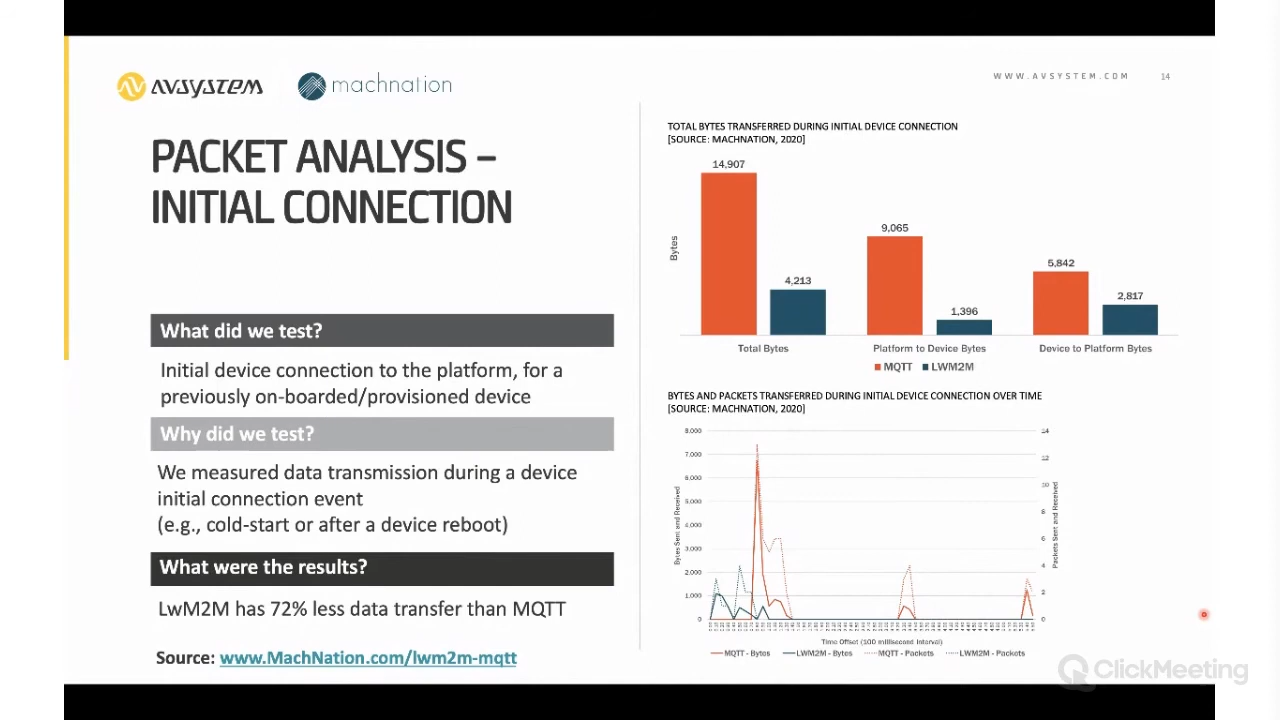 AVSYSTEM
machnation
WWW.AVSYSTEM.COM 14
PACKET ANALYSIS –
INITIAL CONNECTION
What did we test?
Initial device connection to the platform, for a
previously on-boarded/provisioned device
Why did we test?
We measured data transmission during a device
initial connection event
(e.g., cold-start or after a device reboot)
What were the results?
LwM2M has 72% less data transfer than MQTT
Source: www.MachNation.com/lwm2m-mqtt
TOTAL BYTES TRANSFERRED DURING INITIAL DEVICE CONNECTION
[SOURCE: MACHNATION, 2020]
Bytes
14,907
4,213
9,065
1,396
5,842
2,817
Total Bytes
Platform to Device Bytes
Device to Platform Bytes
MQTT LWM2M
BYTES AND PACKETS TRANSFERRED DURING INITIAL DEVICE CONNECTION OVER TIME
[SOURCE: MACHNATION, 2020]
Bytes Sent and Received
8,000
7,000
6,000
5,000
4,000
3,000
2,000
1,000
0
14
12
10
8
6
4
2
0
Packets Sent and Received
Time Offset (100 millisecond interval)
MQTT - Bytes LWM2M - Bytes MQTT - Packets LWM2M - Packets
ClickMeeting